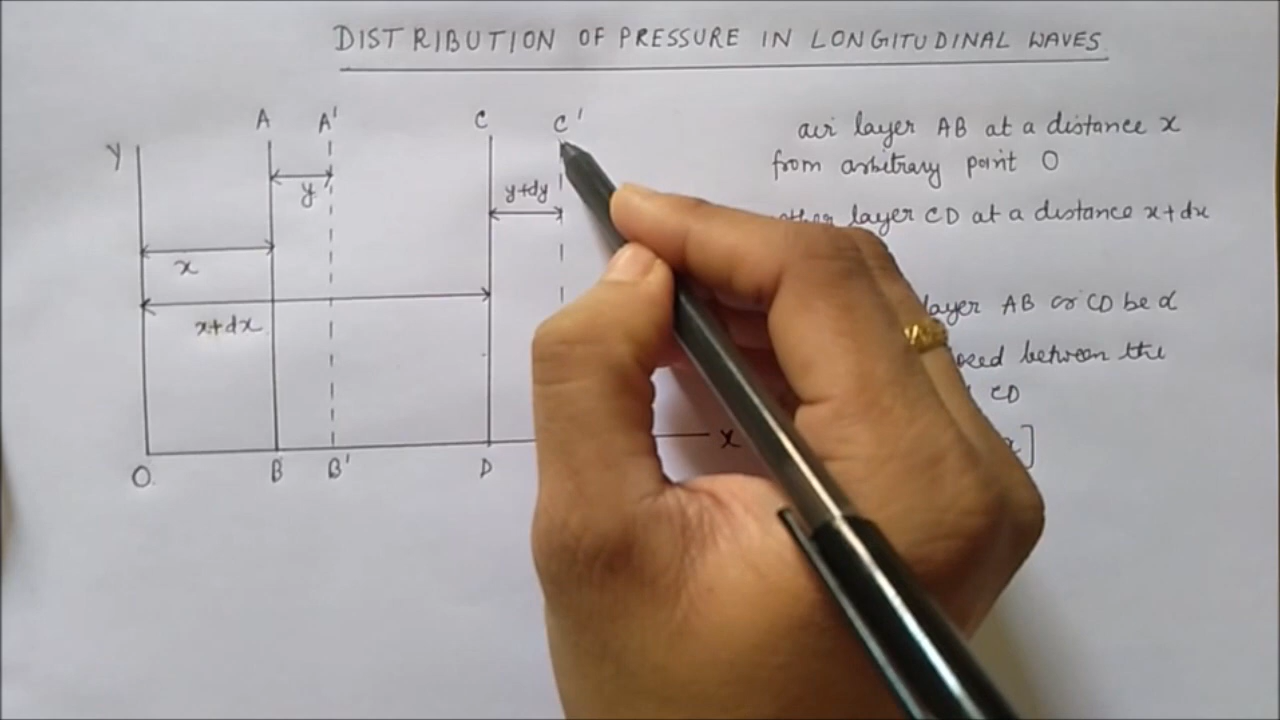 DISTRIBUTION OF PRESSURE IN LONGITUDINAL WAVES
A A' C C'
Y
y y+dy
x
x+dx
O B B' D X
air layer AB at a distance x
from arbitrary point O
layer CD at a distance x+dx
layer AB or CD be α
between the
CD